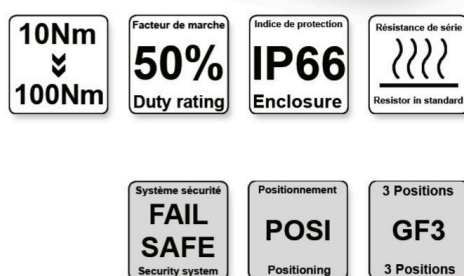 10Nm
100Nm
Facteur de marche
50%
Duty rating
Indice de protection
IP66
Enclosure
Résistance de série
Resistor in standard
Système sécurité
FAIL
SAFE
Security system
Positionnement
POSI
Positioning
3 Positions
GF3
3 Positions